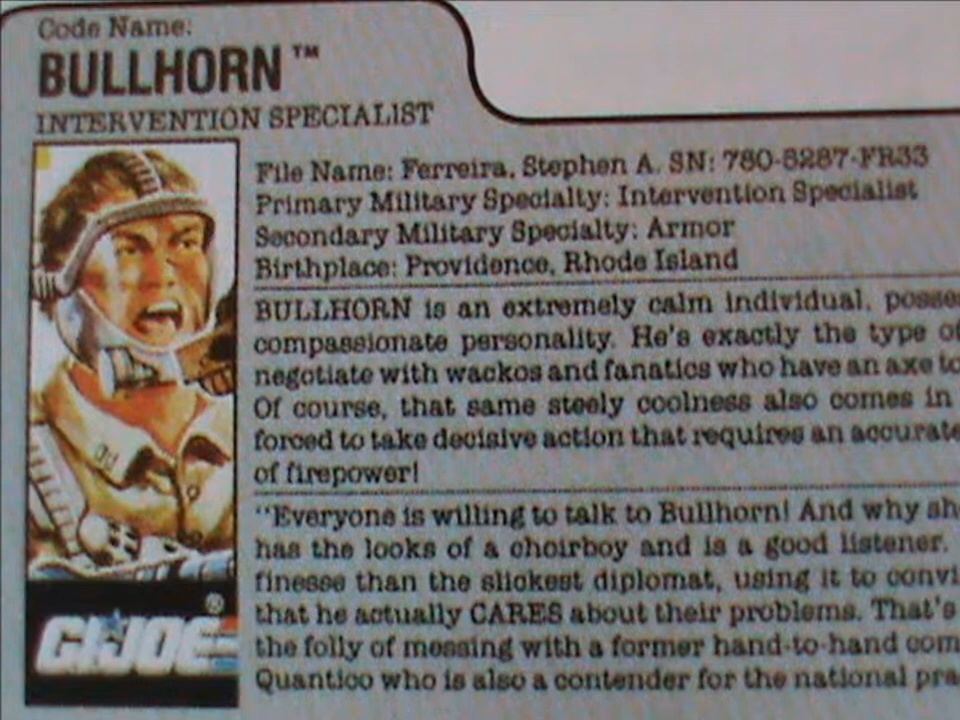 Code Name:
BULLHORN™
INTERVENTION SPECIALIST
File Name: Ferreira, Stephen A. SN: 780-5287-FR33
Primary Military Specialty: Intervention Specialist
Secondary Military Specialty: Armor
Birthplace: Providence, Rhode Island
BULLHORN is an extremely calm individual,
compassionate personality. He's exactly the type of
negotiate with wackos and fanatics who have an axe to
Of course, that same steely coolness also comes in
forced to take decisive action that requires an accurate
of firepower!
"Everyone is willing to talk to Bullhorn! And why
has the looks of a choirboy and is a good listener.
finesse than the slickest diplomat, using it to
that he actually CARES about their problems. That's
the folly of messing with a former hand-to-hand
Quantico who is also a contender for the national
G.I. JOE®